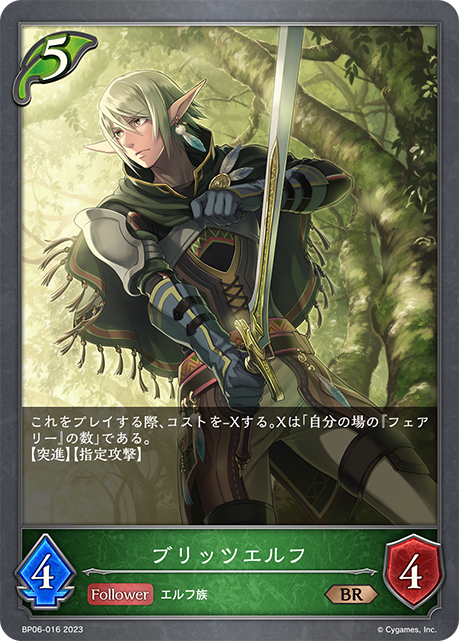 5
これをプレイする際、コストを-Xする。Xは「自分の場の『フェア
リー』の数」である。
【突進】【指定攻撃】
ブリッツエルフ
4
Follower エルフ族
BR
4
BP06-016 2023
© Cygames, Inc.